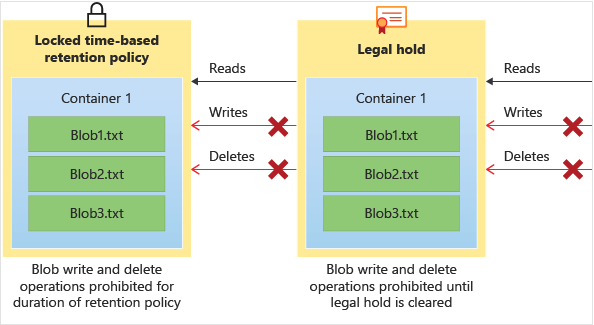 Locked time-based
retention policy
Container 1
Blob1.txt
Blob2.txt
Blob3.txt
Blob write and delete
operations prohibited for
duration of retention policy
Reads
Writes
Deletes
Legal hold
Container 1
Blob1.txt
Blob2.txt
Blob3.txt
Blob write and delete
operations prohibited until
legal hold is cleared
Reads
Writes
Deletes